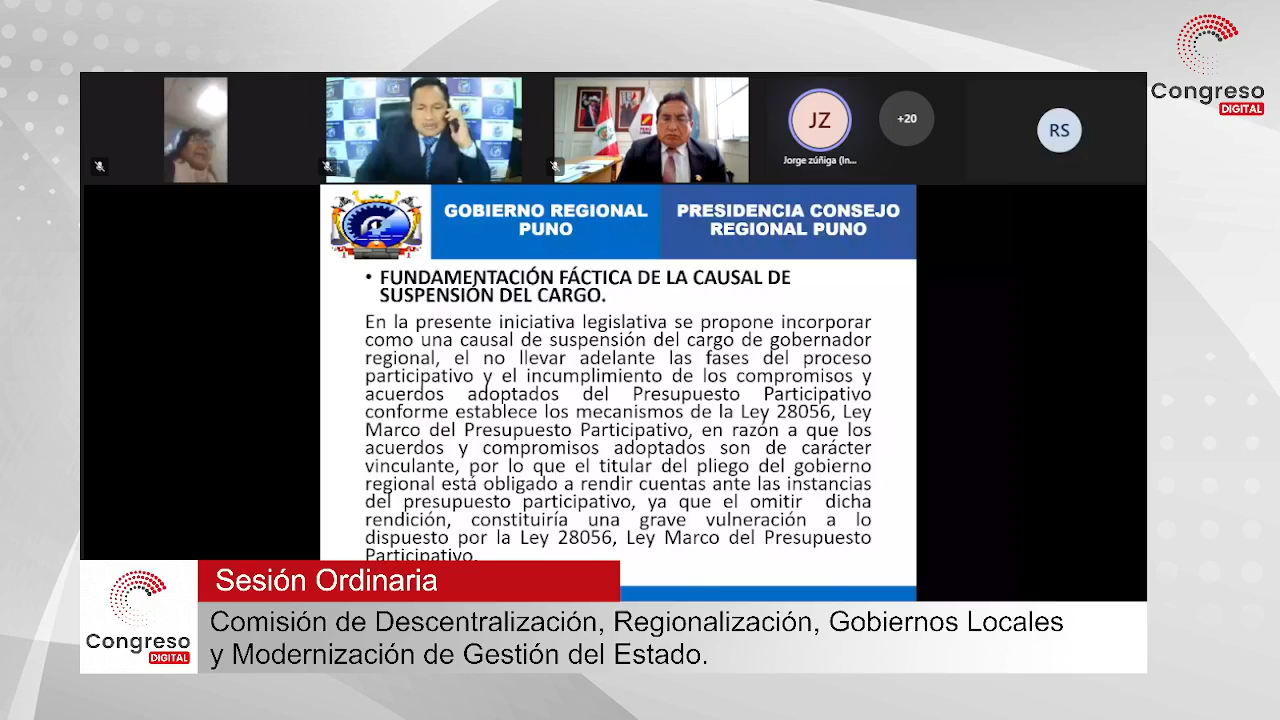 Congreso
DIGITAL
JZ
+20
RS
Jorge zúñiga (In...
GOBIERNO REGIONAL
PUNO
PRESIDENCIA CONSEJO
REGIONAL PUNO
• FUNDAMENTACIÓN FÁCTICA DE LA CAUSAL DE
SUSPENSIÓN DEL CARGO.
En la presente iniciativa legislativa se propone incorporar
como una causal de suspensión del cargo de gobernador
regional, el no llevar adelante las fases del proceso
participativo y el incumplimiento de los compromisos y
acuerdos adoptados del Presupuesto Participativo
conforme establece los mecanismos de la Ley 28056, Ley
Marco del Presupuesto Participativo, en razón a que los
acuerdos y compromisos adoptados son de carácter
vinculante, por lo que el titular del pliego del gobierno
regional está obligado a rendir cuentas ante las instancias
del presupuesto participativo, ya que el omitir dicha
rendición, constituiría una grave vulneración a lo
dispuesto por la Ley 28056, Ley Marco del Presupuesto
Participativo.
Sesión Ordinaria
Congreso
DIGITAL
Comisión de Descentralización, Regionalización, Gobiernos Locales
y Modernización de Gestión del Estado.